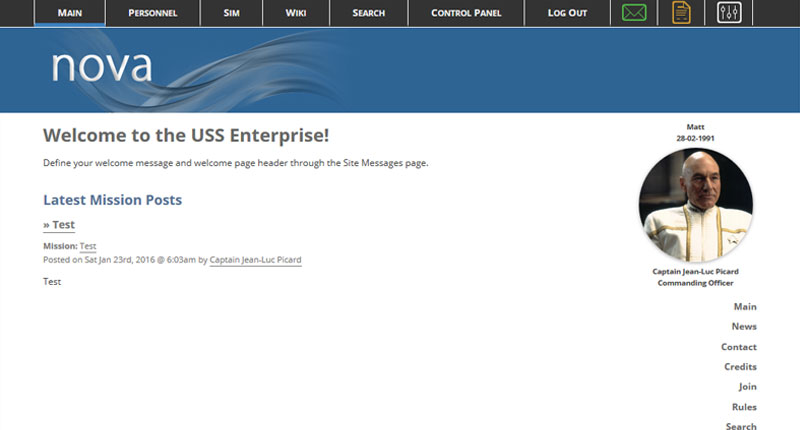 Main Personnel Sim Wiki Search Control Panel Log Out
nova
Welcome to the USS Enterprise!
Define your welcome message and welcome page header through the Site Messages page.
Latest Mission Posts
» Test
Mission: Test
Posted on Sat Jan 23rd, 2016 @ 6:03am by Captain Jean-Luc Picard
Test
Matt
28-02-1991
Captain Jean-Luc Picard
Commanding Officer
Main
News
Contact
Credits
Join
Rules
Search